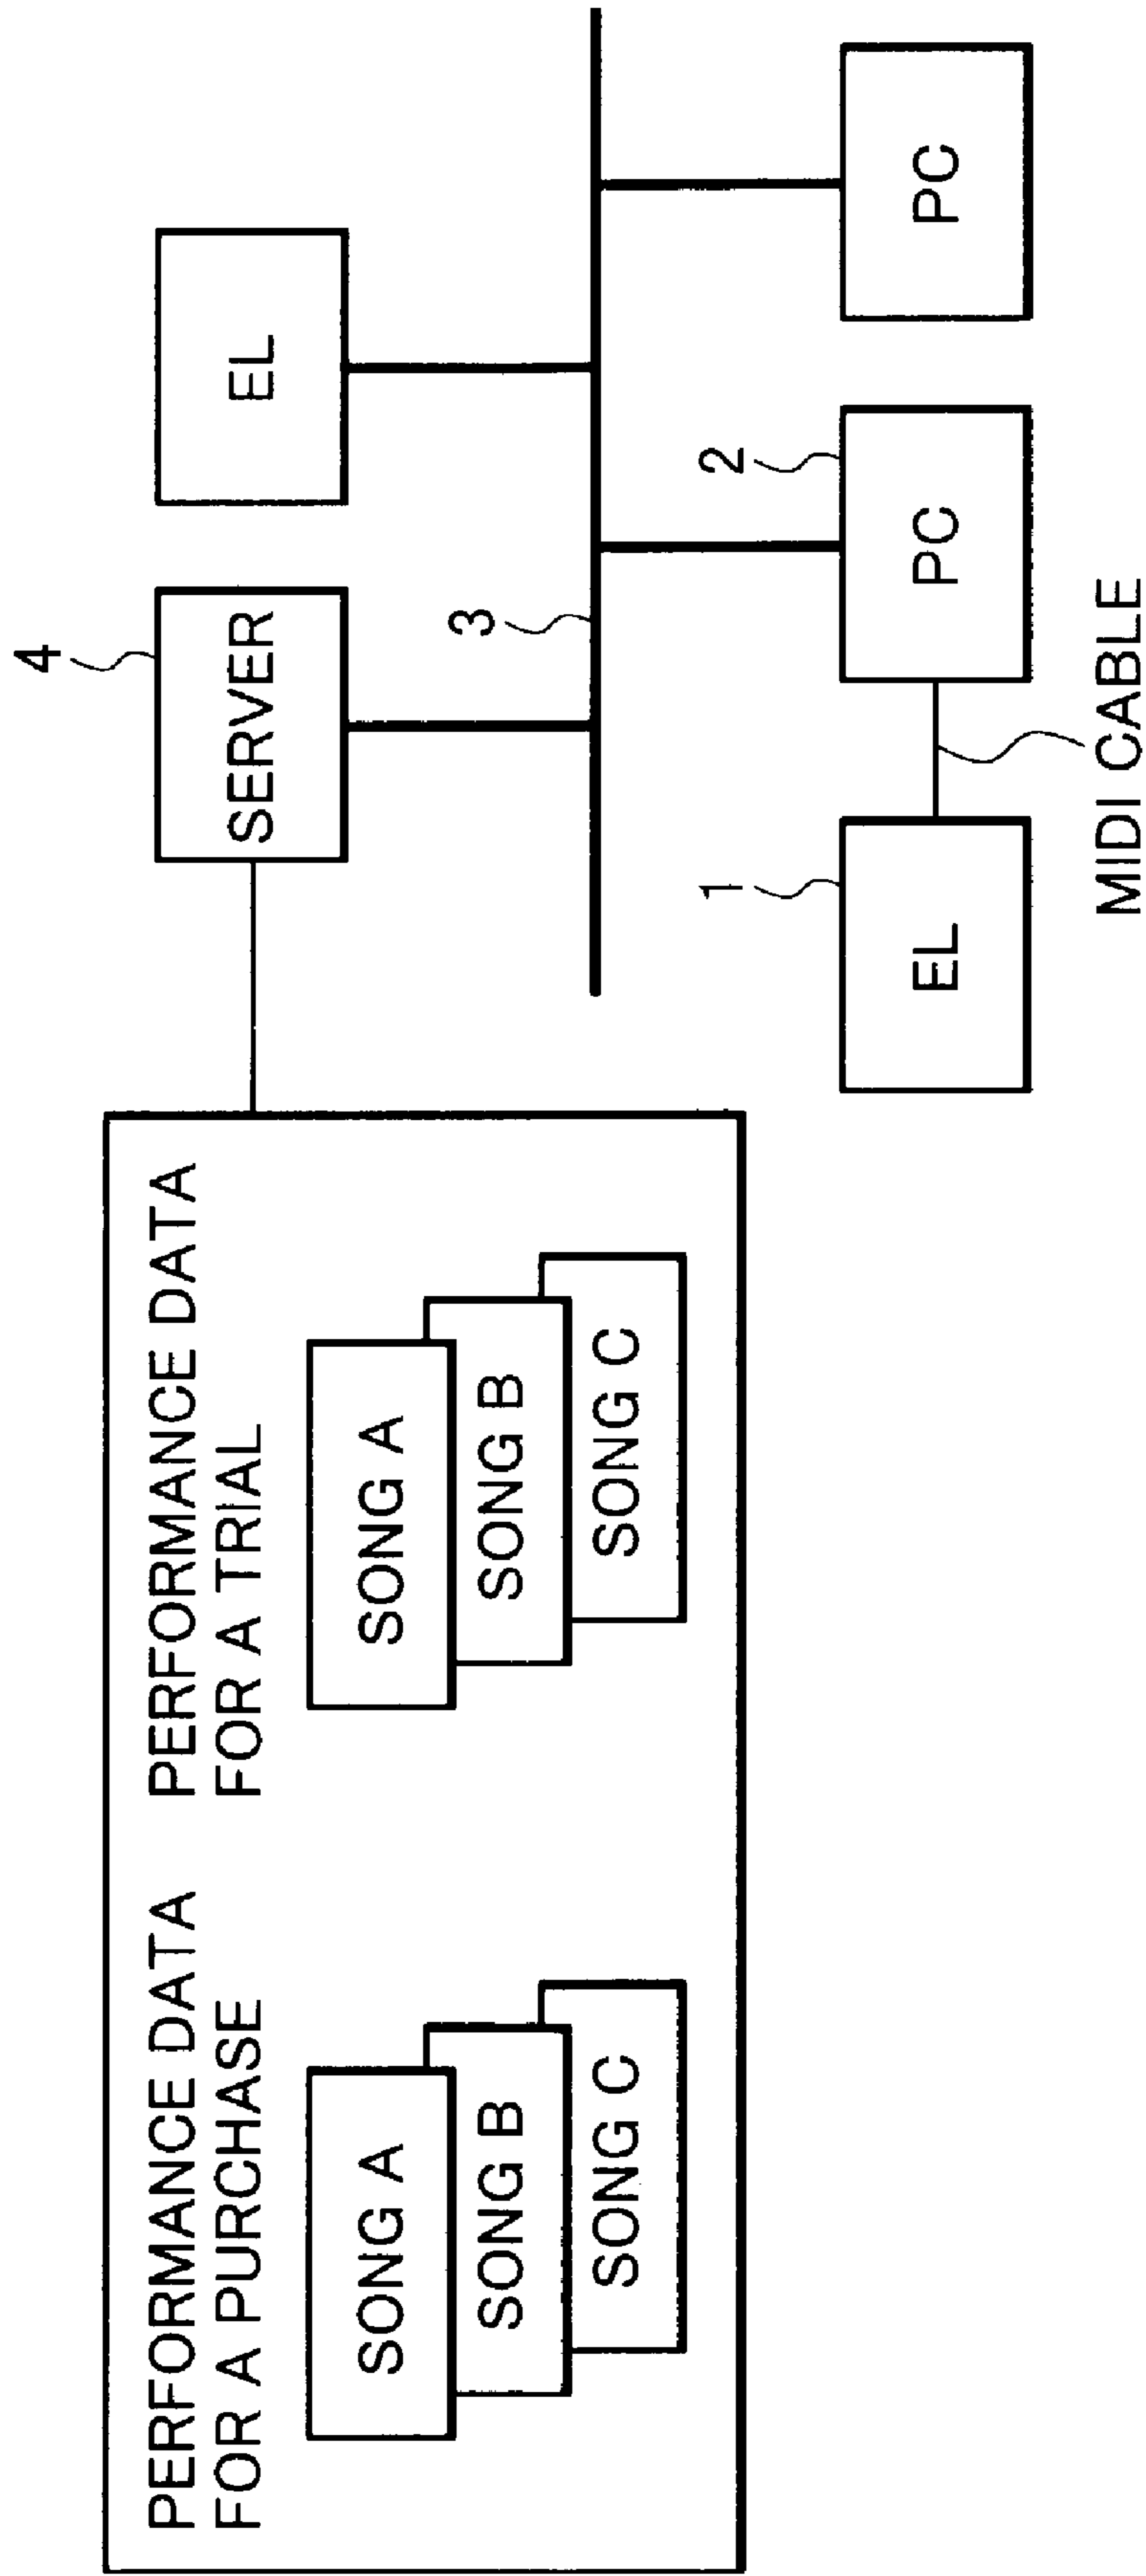 PERFORMANCE DATA
FOR A PURCHASE
SONG A
SONG B
SONG C
PERFORMANCE DATA
FOR A TRIAL
SONG A
SONG B
SONG C
4
SERVER
EL
3
1
EL
2
PC
PC
MIDI CABLE